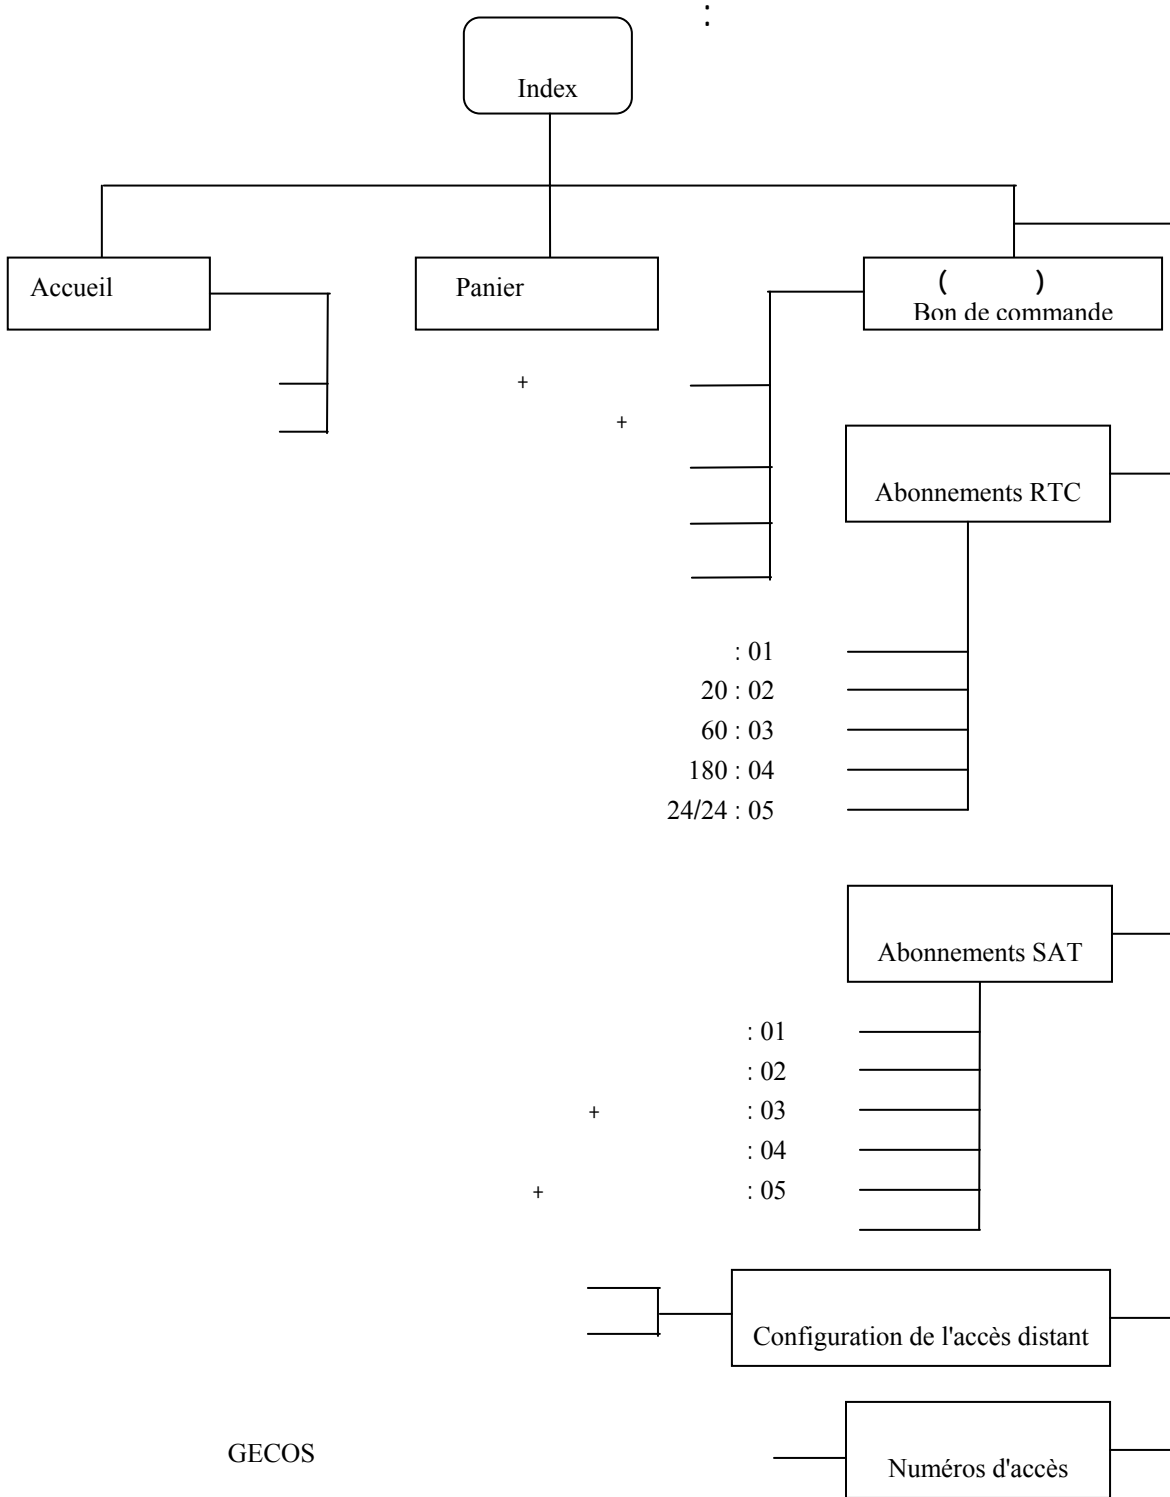 :
Index
Accueil
Panier
( )
Bon de commande
+
+
Abonnements RTC
: 01
20 : 02
60 : 03
180 : 04
24/24 : 05
Abonnements SAT
: 01
: 02
+ : 03
: 04
+ : 05
Configuration de l'accès distant
GECOS
Numéros d'accès